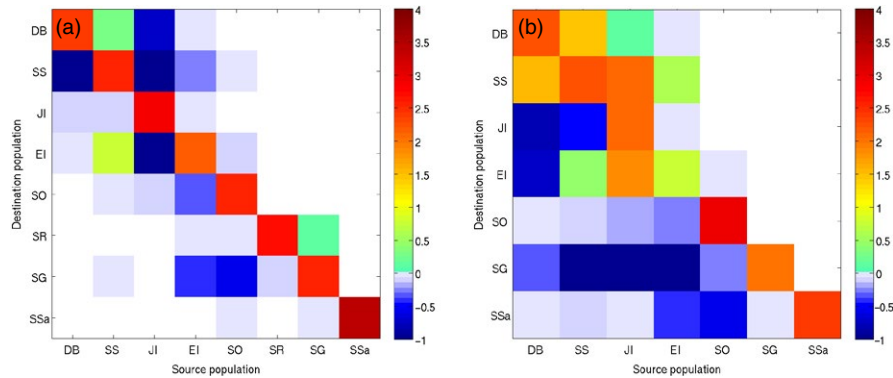 (a)
Destination population
DB
SS
JI
EI
SO
SR
SG
SSa
DB SS JI EI SO SR SG SSa
Source population
4
3.5
3
2.5
2
1.5
1
0.5
0
-0.5
-1
(b)
Destination population
DB
SS
JI
EI
SO
SG
SSa
DB SS JI EI SO SG SSa
Source population
4
3.5
3
2.5
2
1.5
1
0.5
0
-0.5
-1